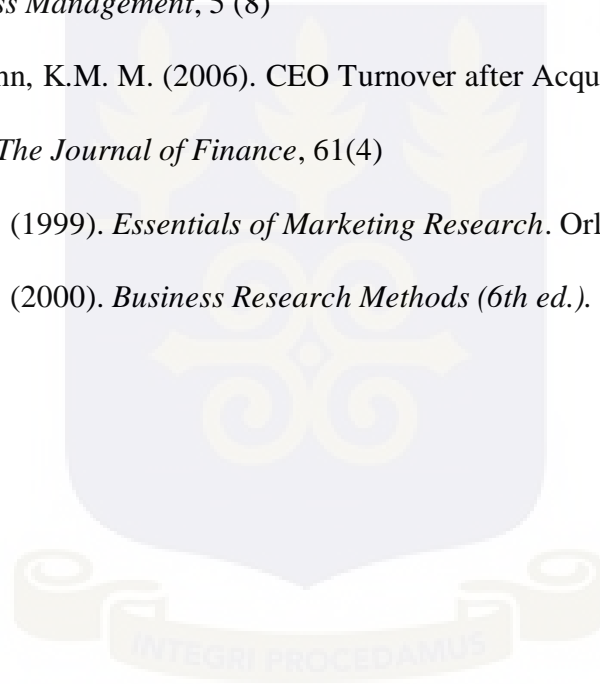 ss Management, 5 (8)
nn, K.M. M. (2006). CEO Turnover after Acqu
The Journal of Finance, 61(4)
(1999). Essentials of Marketing Research. Orl
(2000). Business Research Methods (6th ed.).
INTEGRI PROCEDAMUS